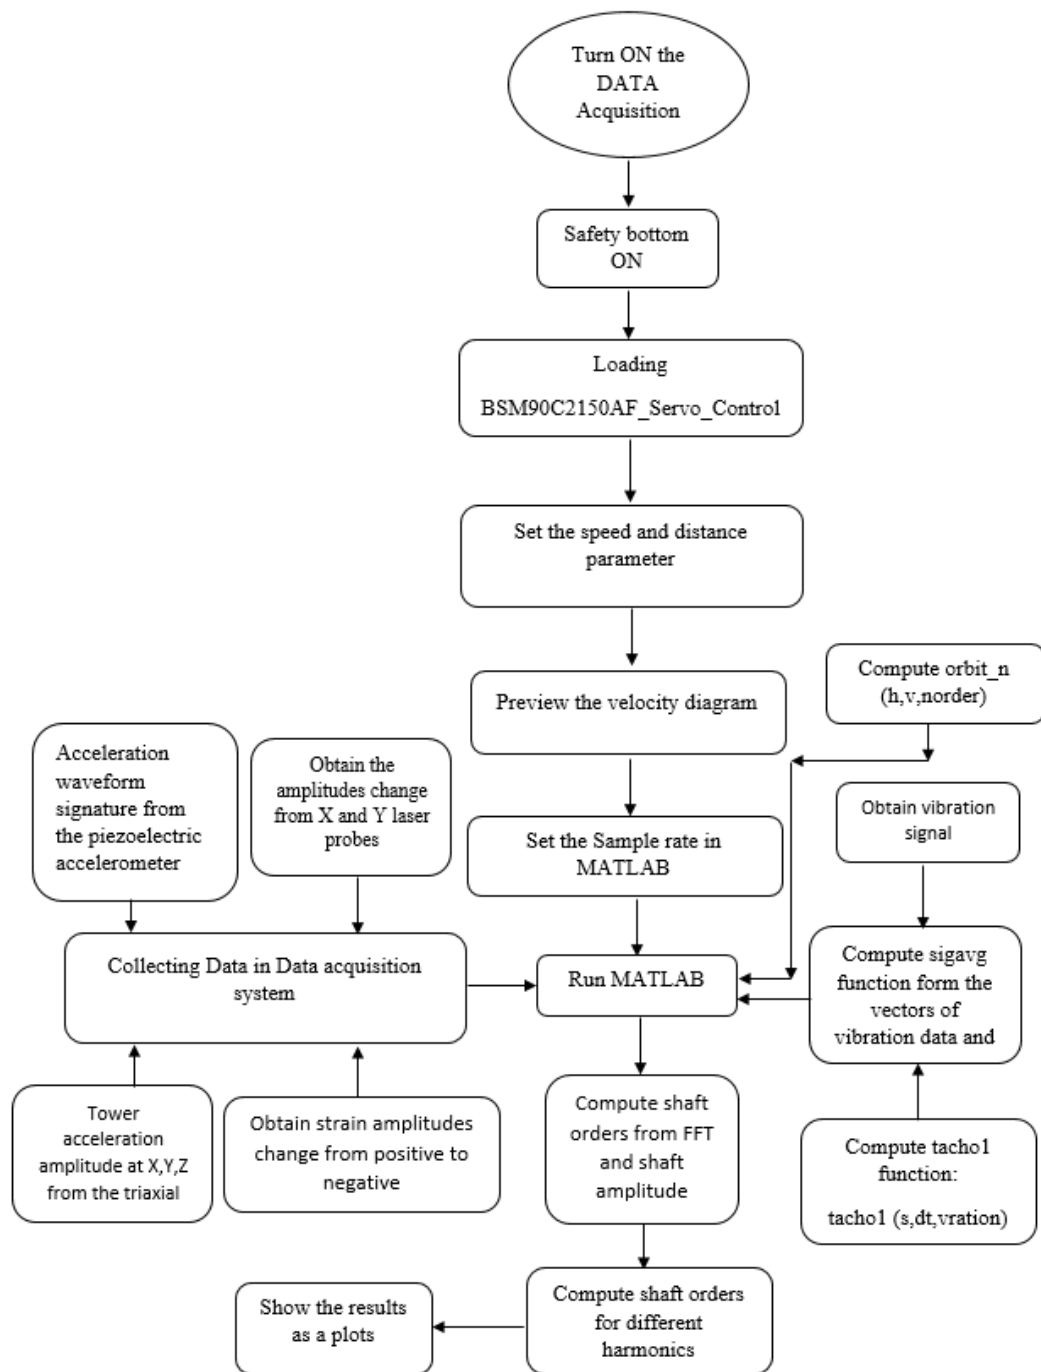 Turn ON the
DATA
Acquisition
Safety bottom
ON
Loading
BSM90C2150AF_Servo_Control
Set the speed and distance
parameter
Preview the velocity diagram
Compute orbit_n
(h,v,norder)
Acceleration
waveform
signature from
the piezoelectric
accelerometer
Obtain the
amplitudes change
from X and Y laser
probes
Set the Sample rate in
MATLAB
Obtain vibration
signal
Collecting Data in Data acquisition
system
Run MATLAB
Compute sigavg
function form the
vectors of
vibration data and
Tower
acceleration
amplitude at X,Y,Z
from the triaxial
Obtain strain amplitudes
change from positive to
negative
Compute shaft
orders from FFT
and shaft
amplitude
Compute tacho1
function:
tacho1 (s,dt,vration)
Show the results
as a plots
Compute shaft orders
for different
harmonics